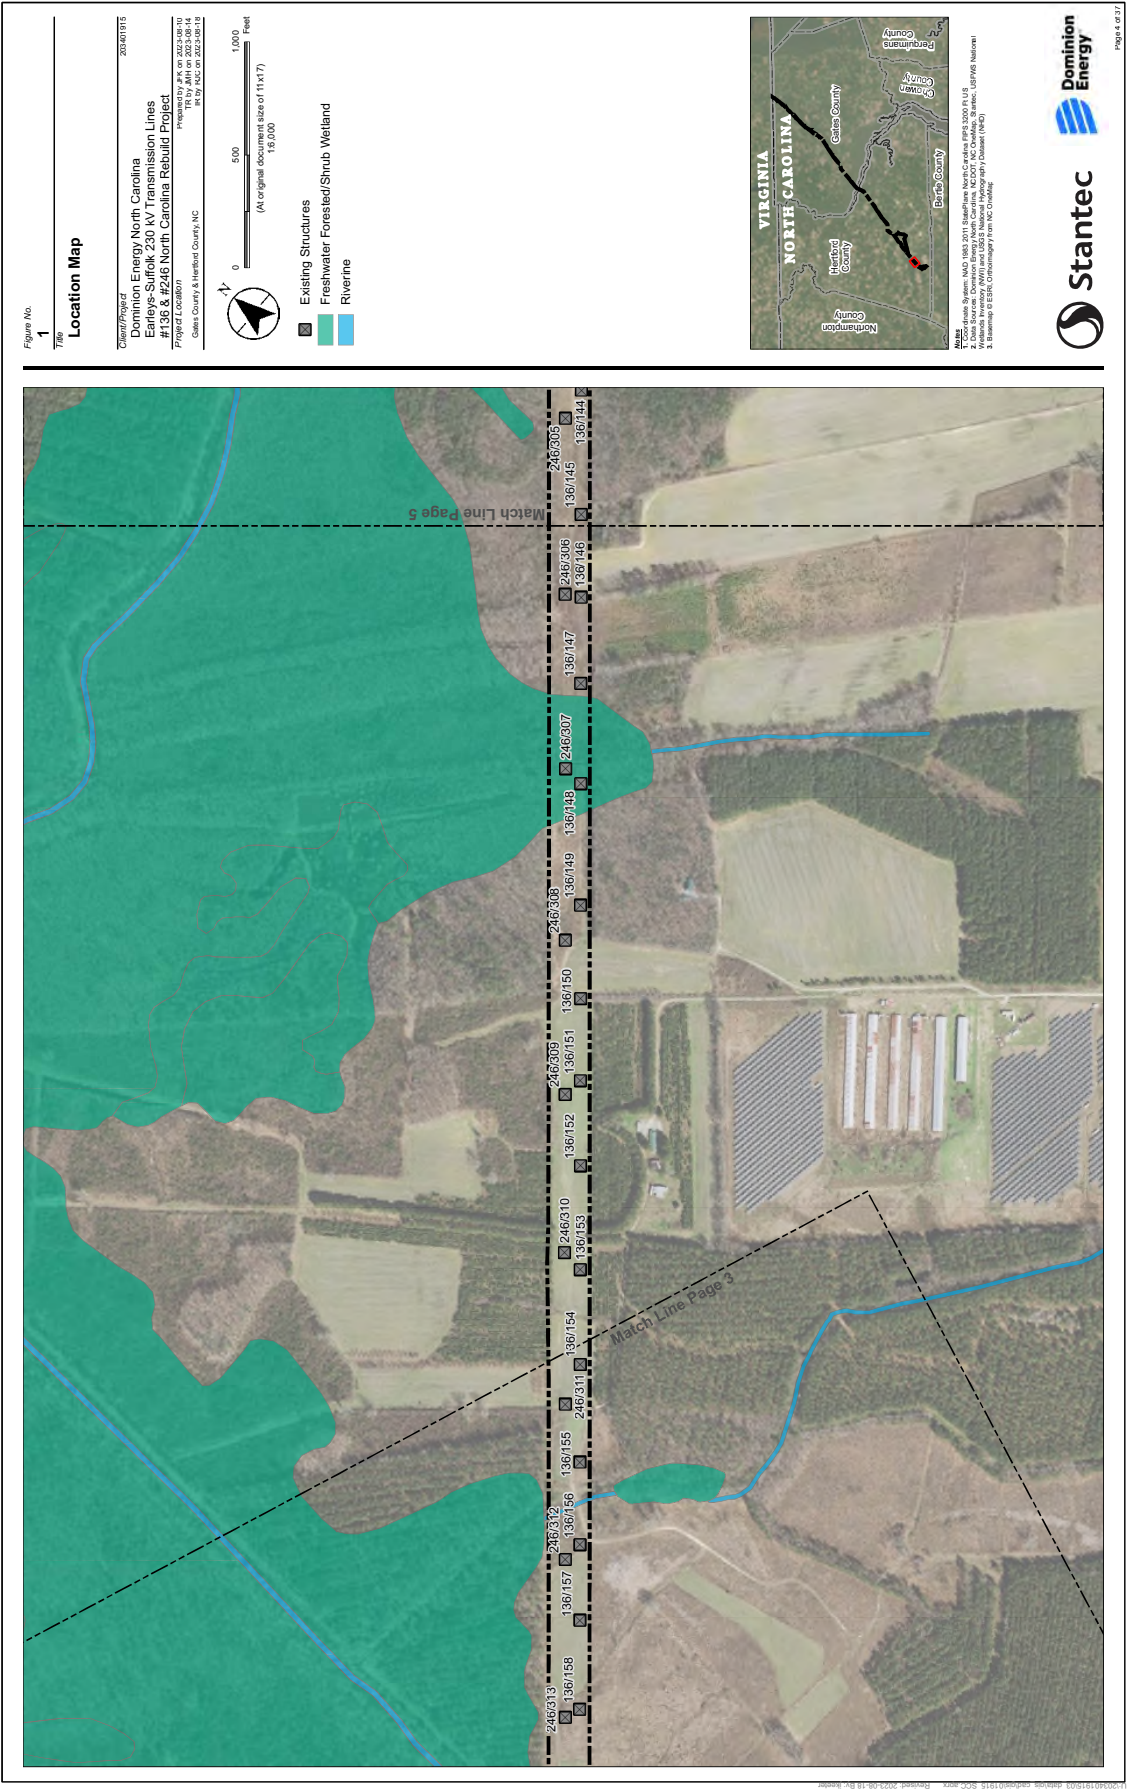 Figure No.
1
Title
Location Map
Client/Project
203401915
Dominion Energy North Carolina
Earleys-Suffolk 230 kV Transmission Lines
#136 & #246 North Carolina Rebuild Project
Project Location
Prepared by JFK on 2023-08-10
TR by JMH on 2023-08-14
IR by RJC on 2023-08-18
Gates County & Hertford County, NC
N
0
500
1,000
Feet
(At original document size of 11x17)
1:6,000
Existing Structures
Freshwater Forested/Shrub Wetland
Riverine
VIRGINIA
NORTH CAROLINA
Northampton
County
Hertford
County
Gates County
Bertie County
Chowan
County
Perquimans
County
Notes
1. Coordinate System: NAD 1983 2011 StatePlane North Carolina FIPS 3200 Ft US
2. Data Sources: Dominion Energy North Carolina, NCDOT, NC OneMap, Stantec, USFWS National
Wetlands Inventory (NWI) and USGS National Hydrography Dataset (NHD)
3. Basemap © ESRI, Orthoimagery from NC OneMap
Stantec
Dominion
Energy®
Page 4 of 37
Match Line Page 5
Match Line Page 3
246/313
136/158
136/157
246/312
136/156
136/155
246/311
136/154
136/153
246/310
136/152
246/309
136/151
136/150
246/308
136/149
136/148
246/307
136/147
246/306
136/146
136/145
246/305
136/144
Revised: 2023-08-18 By: lkeeler